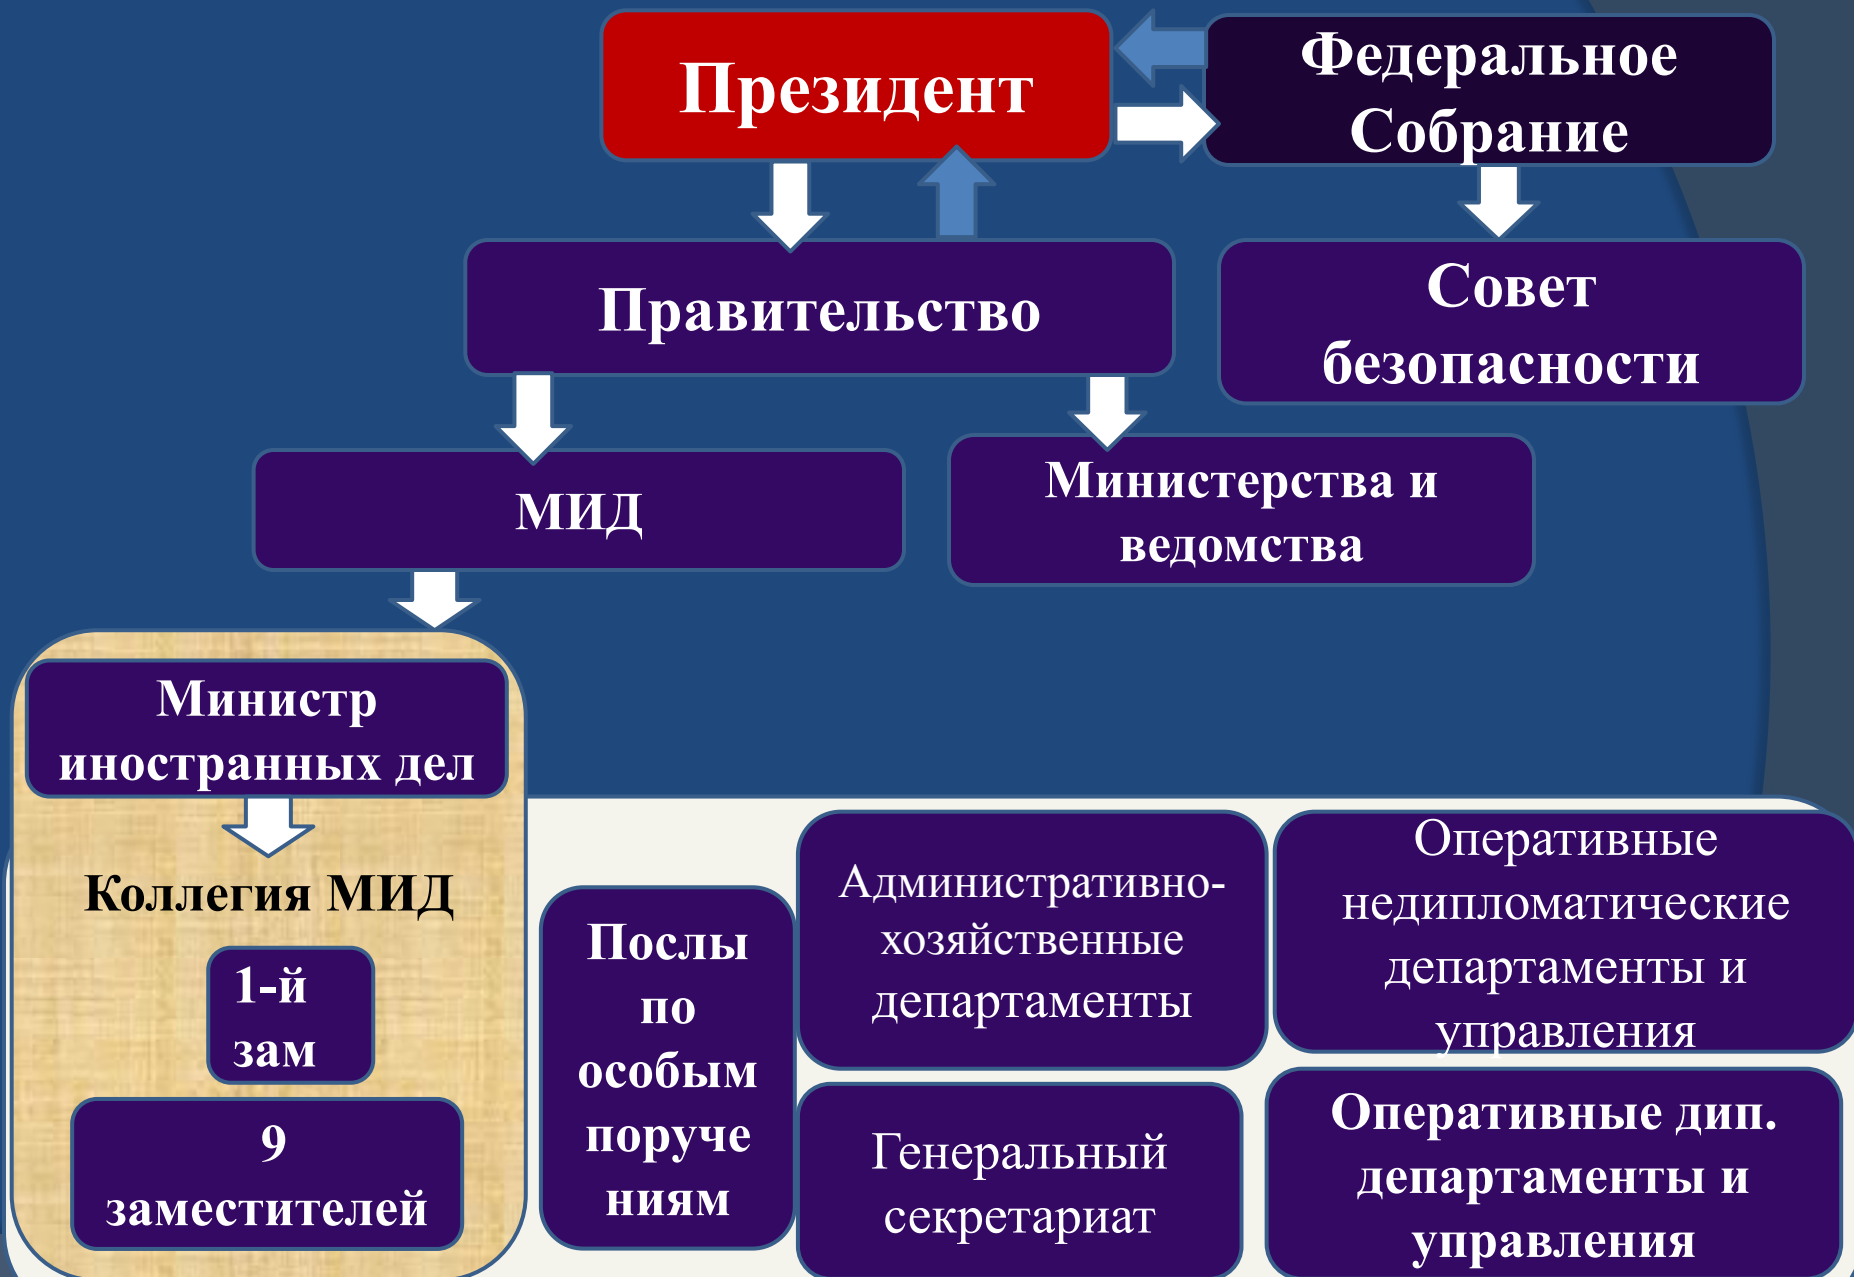 Президент
Федеральное
Собрание
Правительство
Совет
безопасности
МИД
Министерства и
ведомства
Министр
иностранных дел
Коллегия МИД
1-й
зам
9
заместителей
Послы
по
особым
поруче
ниям
Административно-
хозяйственные
департаменты
Генеральный
секретариат
Оперативные
недипломатические
департаменты и
управления
Оперативные дип.
департаменты и
управления